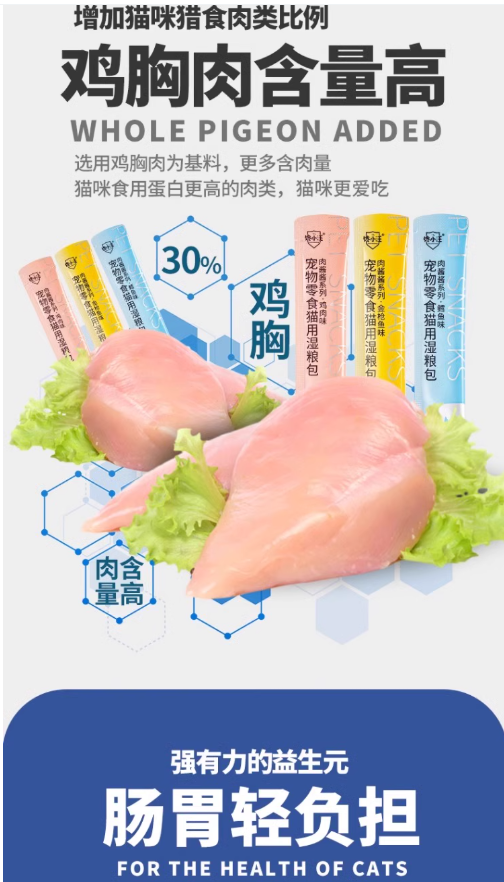 增加猫咪猎食肉类比例
鸡胸肉含量高
WHOLE PIGEON ADDED
选用鸡胸肉为基料，更多含肉量
猫咪食用蛋白更高的肉类，猫咪更爱吃
30%
鸡胸
肉酱酱系列·鸡肉味
宠物零食猫用湿粮包
PET SNACKS
肉酱酱系列·金枪鱼味
宠物零食猫用湿粮包
PET SNACKS
肉酱酱系列·鳕鱼味
宠物零食猫用湿粮包
PET SNACKS
肉含
量高
强有力的益生元
肠胃轻负担
FOR THE HEALTH OF CATS